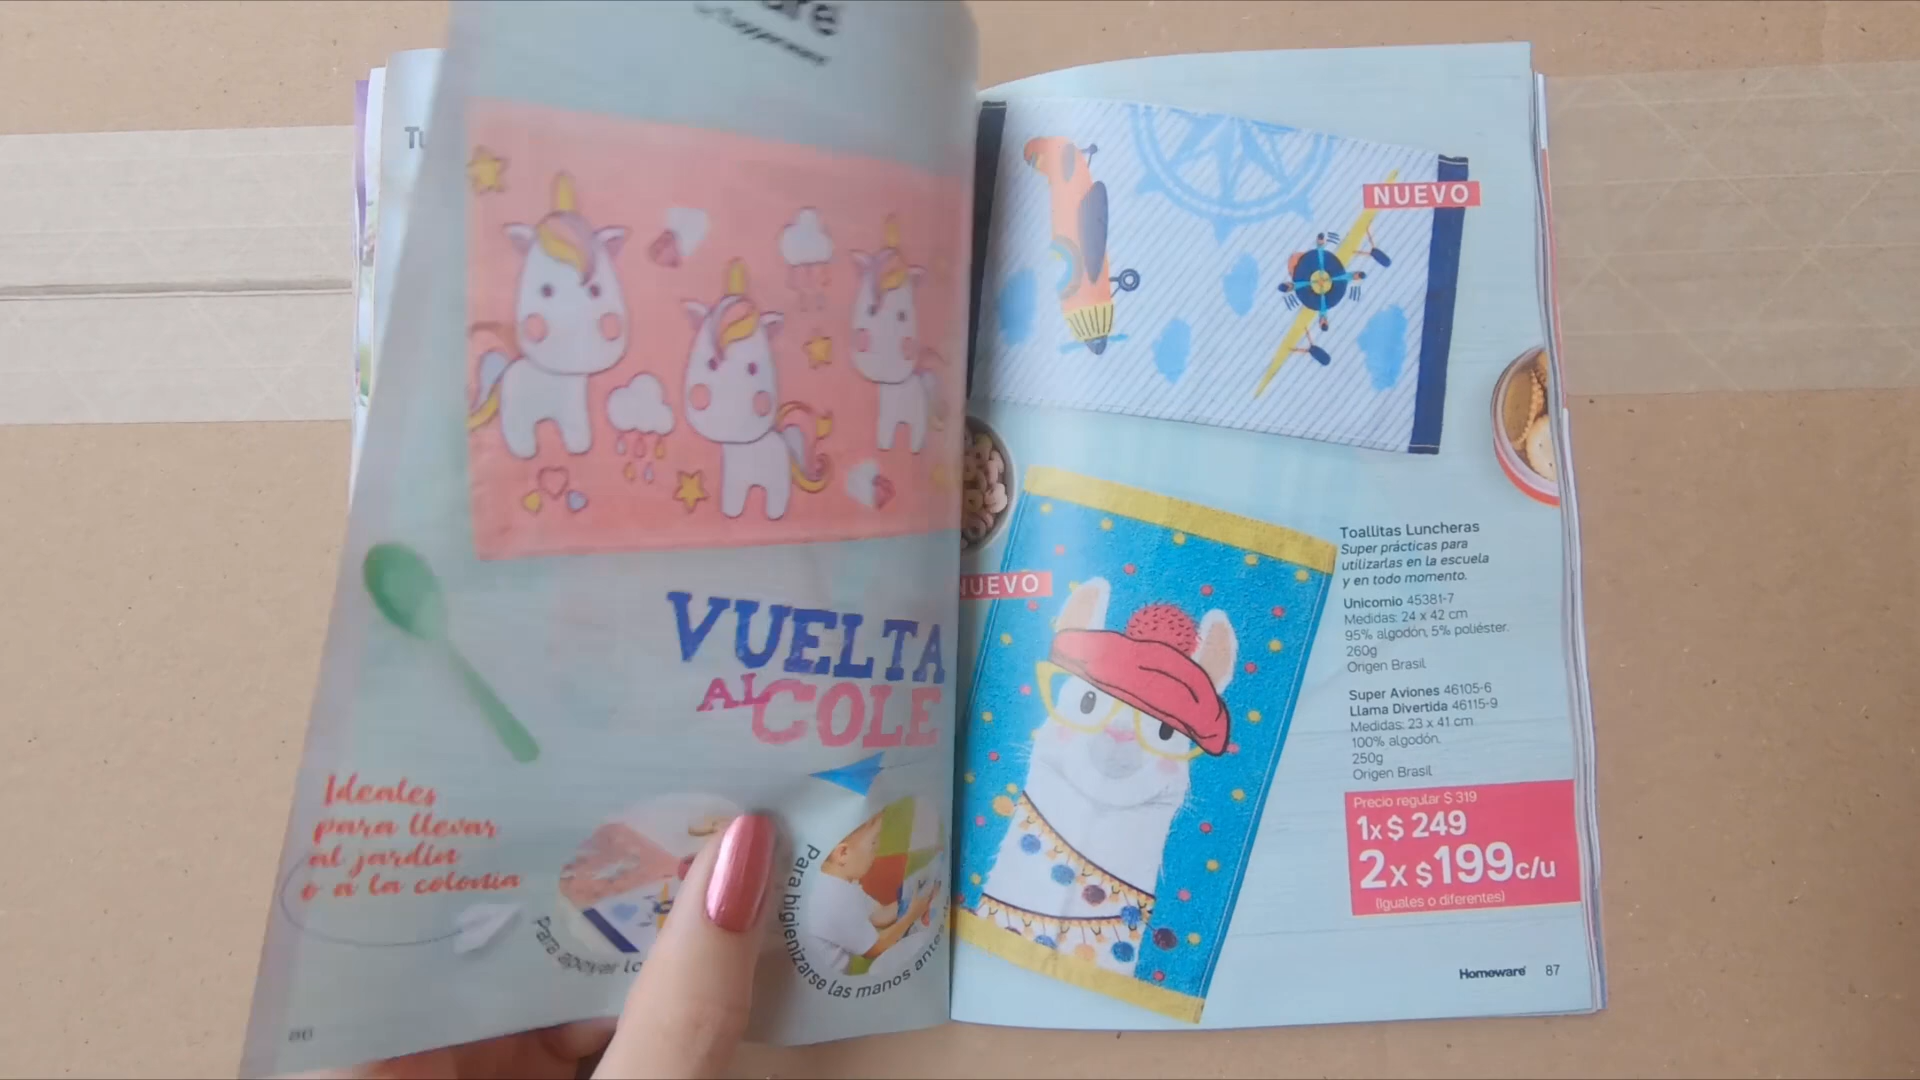 Tupperware
VUELTA
AL COLE
Ideales
para llevar
al jardín
o a la colonia
Para apoyar
Para higienizarse las manos antes
86
NUEVO
NUEVO
Toallitas Luncheras
Super prácticas para
utilizarlas en la escuela
y en todo momento.
Unicornio 45381-7
Medidas: 24 x 42 cm
95% algodón, 5% poliéster.
260g
Origen Brasil
Super Aviones 46105-6
Llama Divertida 46115-9
Medidas: 23 x 41 cm
100% algodón.
250g
Origen Brasil
Precio regular $ 319
1x $ 249
2x $199 c/u
(Iguales o diferentes)
Homeware 87